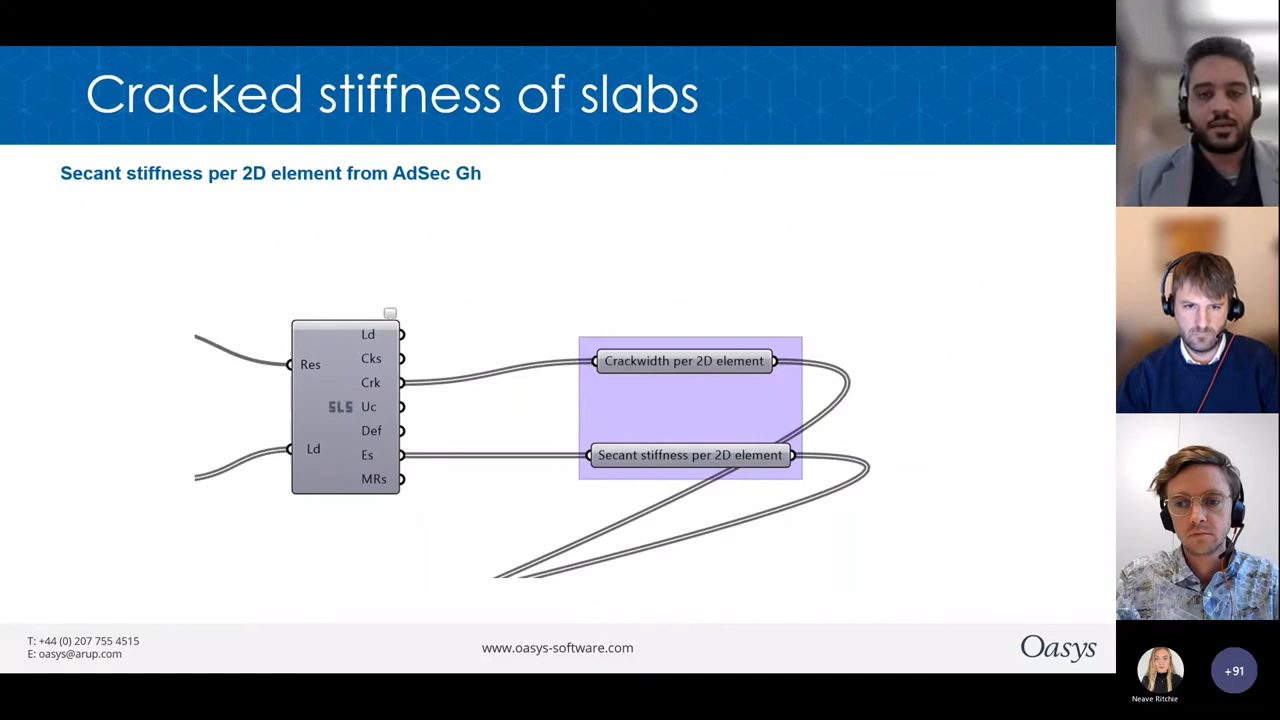 Cracked stiffness of slabs
Secant stiffness per 2D element from AdSec Gh
Ld
Cks
Res
Crk
SLS
Uc
Def
Ld
Es
MRs
Crackwidth per 2D element
Secant stiffness per 2D element
T: +44 (0) 207 755 4515
E: oasys@arup.com
www.oasys-software.com
Oasys
Neave Ritchie
+91